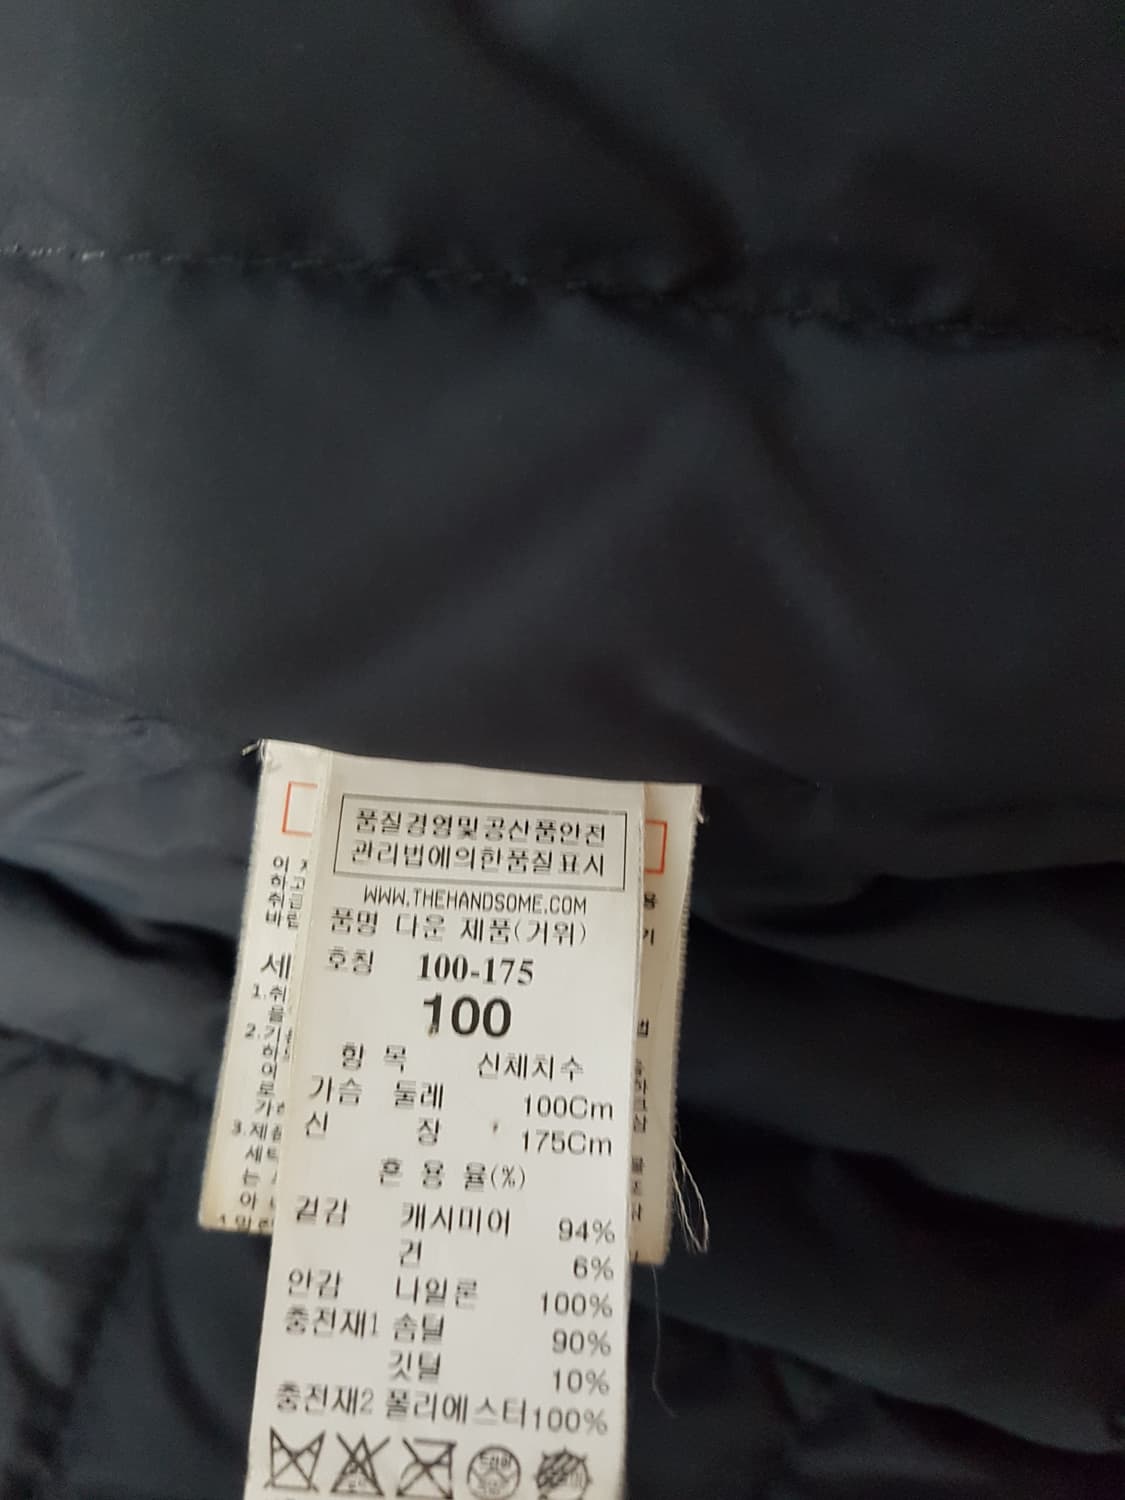 품질경영및공산품안전
관리법에의한품질표시
WWW.THEHANDSOME.COM
품명 다운 제품(거위)
호칭 100-175
100
항 목 신체치수
가슴 둘레 100Cm
신 장 175Cm
혼 용 율(%)
겉감 캐시미어 94%
견 6%
안감 나일론 100%
충전재1 솜털 90%
깃털 10%
충전재2 폴리에스터100%